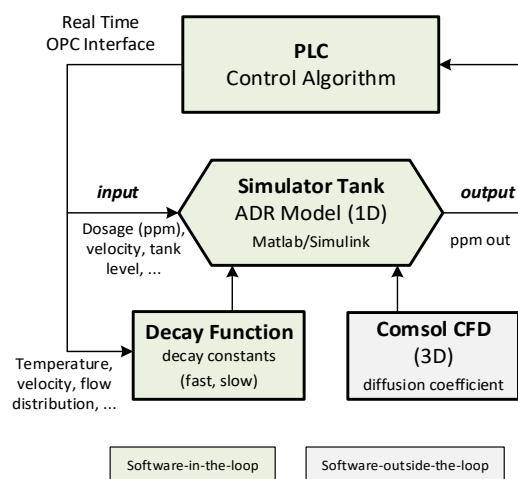 Real Time
OPC Interface
PLC
Control Algorithm
input
Dosage (ppm),
velocity, tank
level, ...
Simulator Tank
ADR Model (1D)
Matlab/Simulink
output
ppm out
Temperature,
velocity, flow
distribution, ...
Decay Function
decay constants
(fast, slow)
Comsol CFD
(3D)
diffusion coefficient
Software-in-the-loop
Software-outside-the-loop